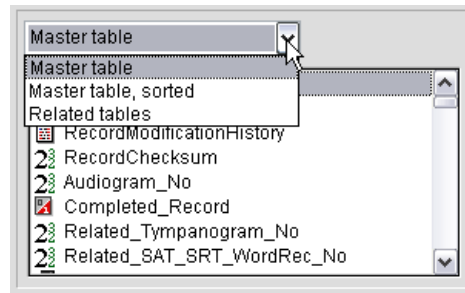 Master table
Master table
Master table, sorted
Related tables
RecordModificationHistory
RecordChecksum
Audiogram_No
Completed_Record
Related_Tympanogram_No
Related_SAT_SRT_WordRec_No